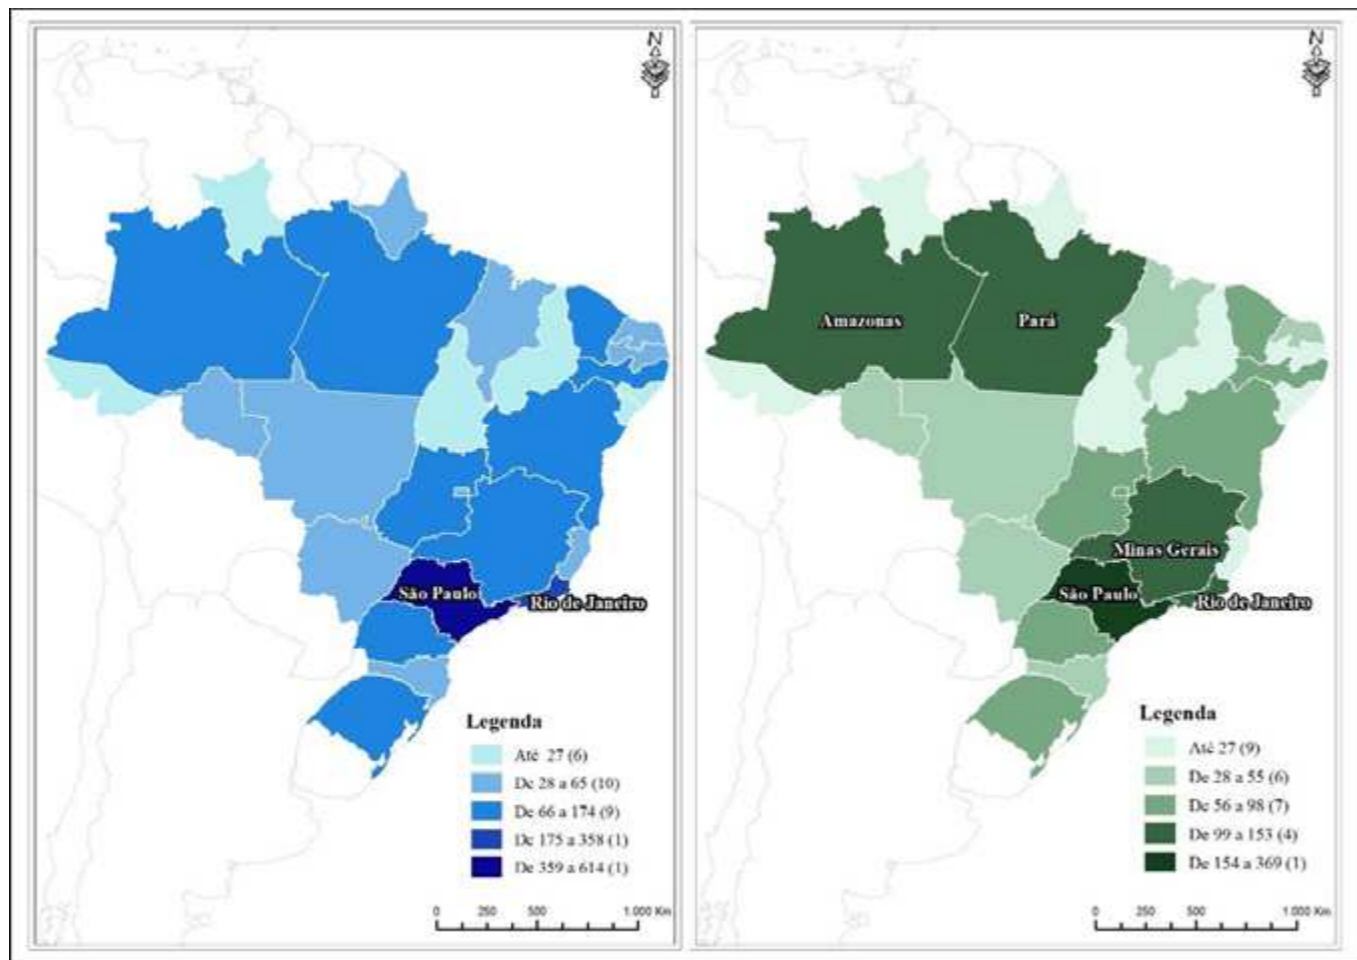 N
São Paulo
Rio de Janeiro
Legenda
Até 27 (6)
De 28 a 65 (10)
De 66 a 174 (9)
De 175 a 358 (1)
De 359 a 614 (1)
0 250 500 1.000 Km
N
Amazonas
Pará
Minas Gerais
São Paulo
Rio de Janeiro
Legenda
Até 27 (9)
De 28 a 55 (6)
De 56 a 98 (7)
De 99 a 153 (4)
De 154 a 369 (1)
0 250 500 1.000 Km